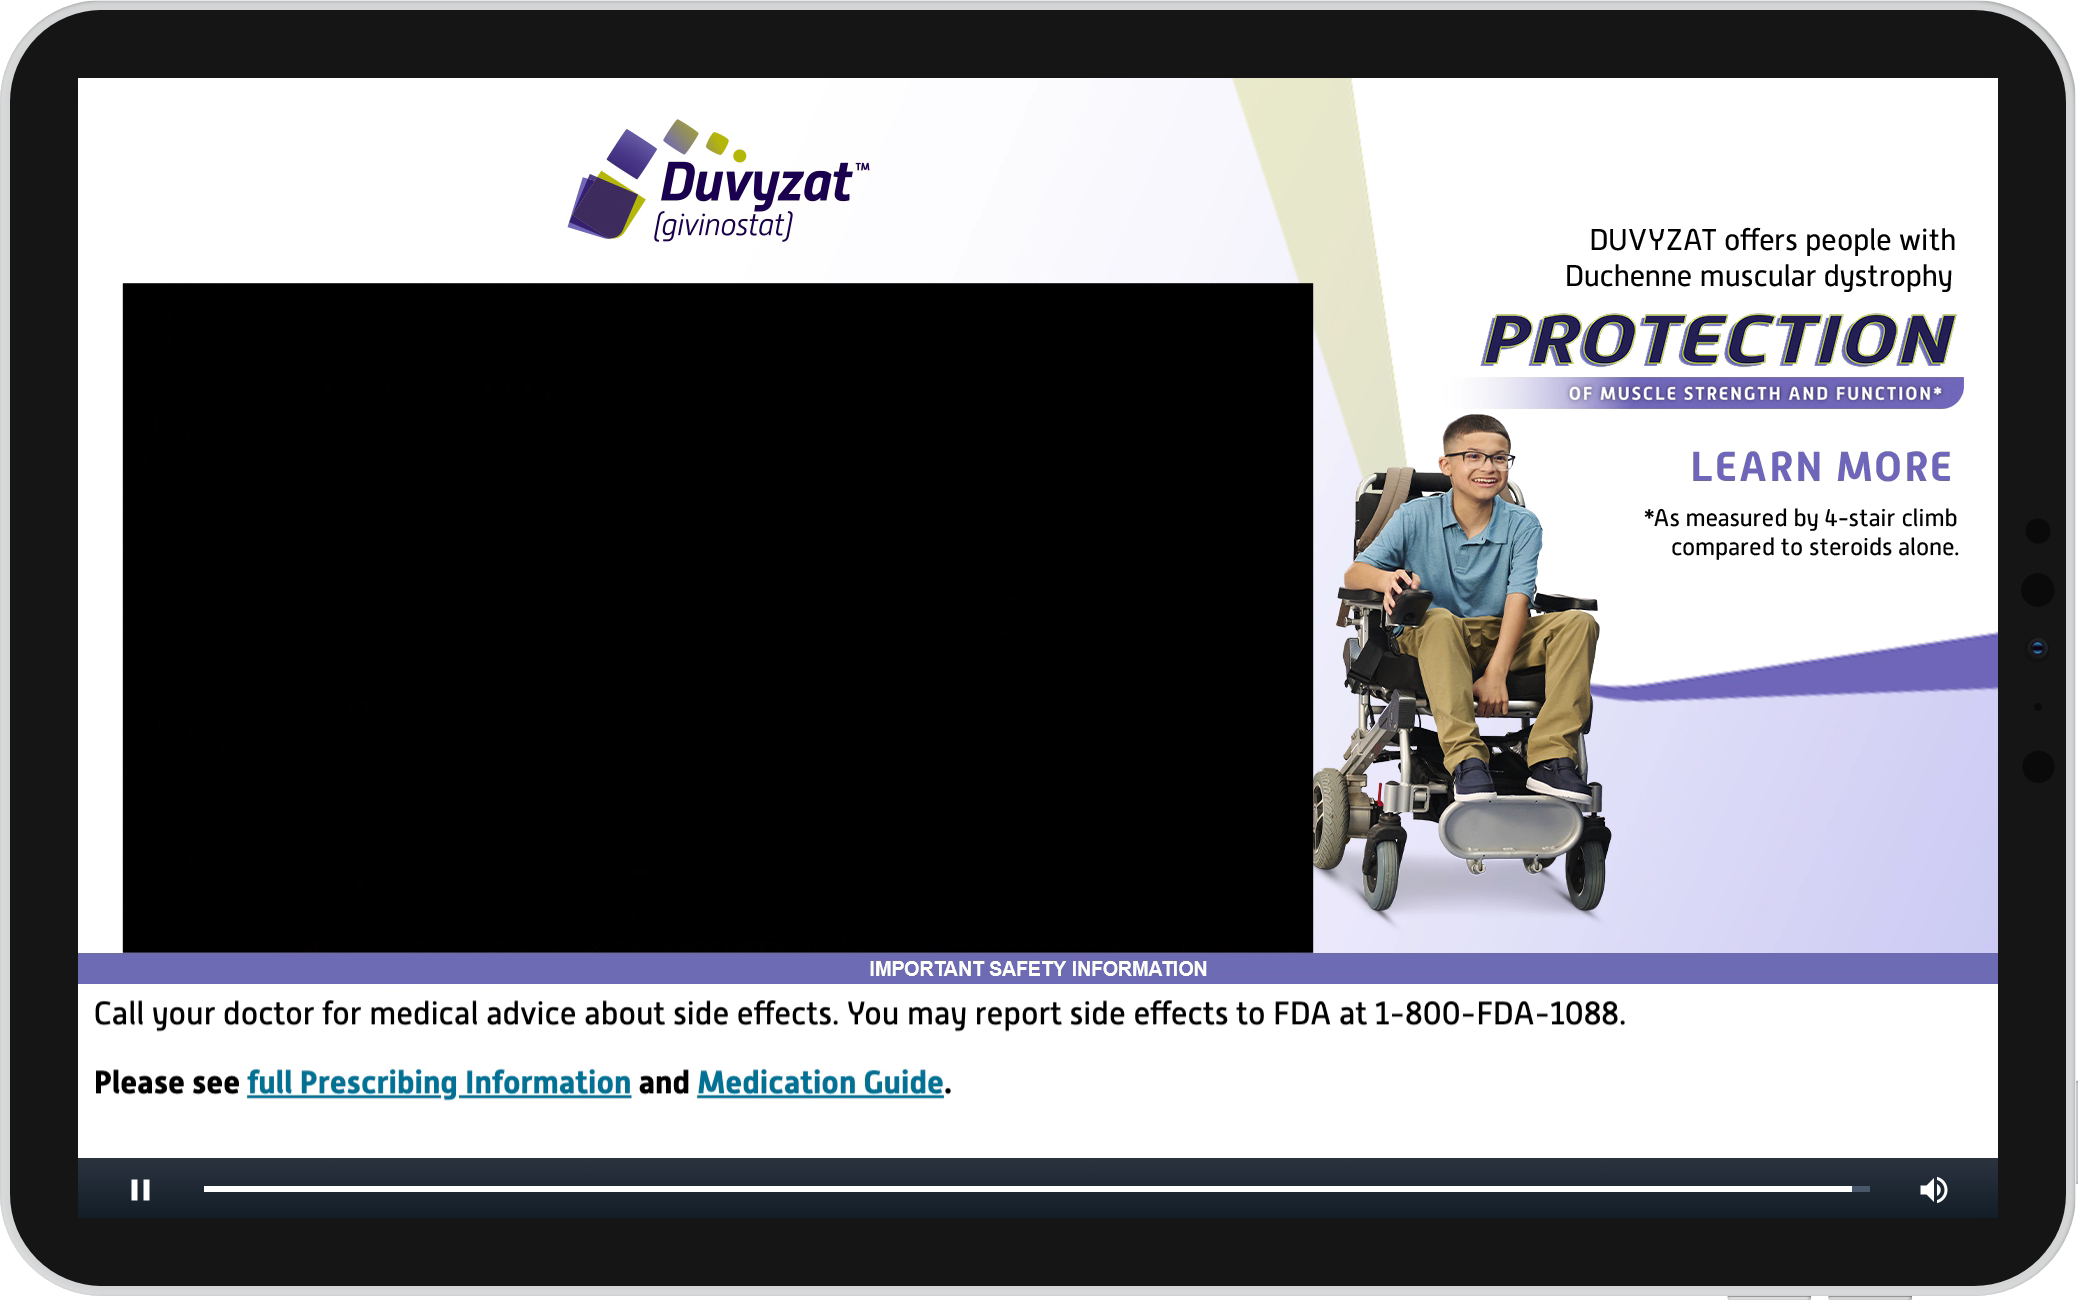 Duvyzat™
(givinostat)
DUVYZAT offers people with
Duchenne muscular dystrophy
PROTECTION
OF MUSCLE STRENGTH AND FUNCTION*
LEARN MORE
*As measured by 4-stair climb
compared to steroids alone.
IMPORTANT SAFETY INFORMATION
Call your doctor for medical advice about side effects. You may report side effects to FDA at 1-800-FDA-1088.
Please see full Prescribing Information and Medication Guide.